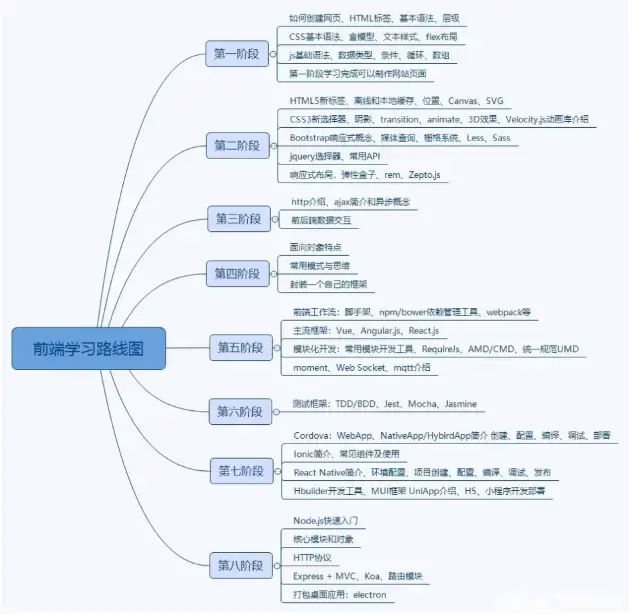 前端学习路线图
第一阶段
如何创建网页、HTML标签、基本语法、层级
CSS基本语法、盒模型、文本样式、flex布局
js基础语法、数据类型、条件、循环、数组
第一阶段学习完成可以制作网站页面
第二阶段
HTML5新标签、离线和本地缓存、位置、Canvas、SVG
CSS3新选择器、阴影、transition、animate、3D效果、Velocity.js动画库介绍
Bootstrap响应式概念、媒体查询、栅格系统、Less、Sass
jquery选择器、常用API
响应式布局，弹性盒子、rem、Zepto.js
第三阶段
http介绍、ajax简介和异步概念
前后端数据交互
第四阶段
面向对象特点
常用模式与思维
封装一个自己的框架
第五阶段
前端工作流：脚手架、npm/bower依赖管理工具、webpack等
主流框架：Vue、Angular.js、React.js
模块化开发：常用模块开发工具、RequireJs、AMD/CMD、统一规范UMD
moment、Web Socket、mqtt介绍
第六阶段
测试框架：TDD/BDD、Jest、Mocha、Jasmine
第七阶段
Cordova：WebApp、NativeApp/HybirdApp简介 创建、配置、编译、调试、部署
Ionic简介、常见组件及使用
React Native简介、环境配置、项目创建、配置、编译、调试、发布
Hbuilder开发工具、MUI框架 UniApp介绍、H5、小程序开发部署
第八阶段
Node.js快速入门
核心模块和对象
HTTP协议
Express + MVC、Koa、路由模块
打包桌面应用：electron